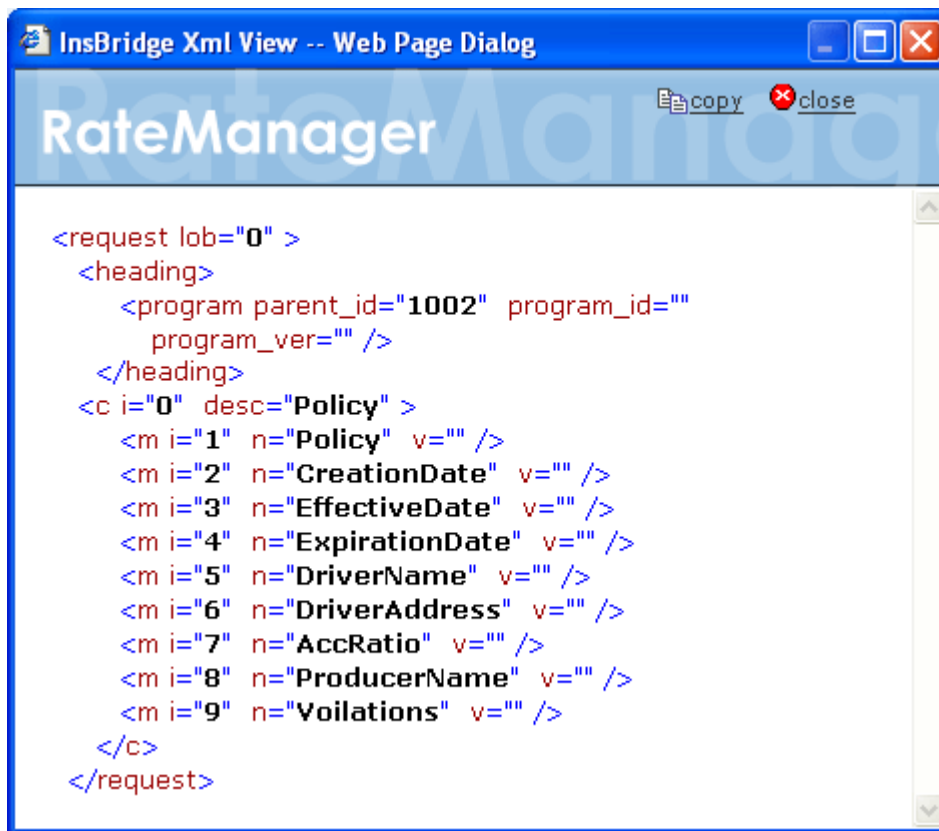 InsBridge Xml View -- Web Page Dialog
RateManager
copy close
<request lob="0" >
<heading>
<program parent_id="1002" program_id=""
program_ver="" />
</heading>
<c i="0" desc="Policy" >
<m i="1" n="Policy" v="" />
<m i="2" n="CreationDate" v="" />
<m i="3" n="EffectiveDate" v="" />
<m i="4" n="ExpirationDate" v="" />
<m i="5" n="DriverName" v="" />
<m i="6" n="DriverAddress" v="" />
<m i="7" n="AccRatio" v="" />
<m i="8" n="ProducerName" v="" />
<m i="9" n="Voilations" v="" />
</c>
</request>